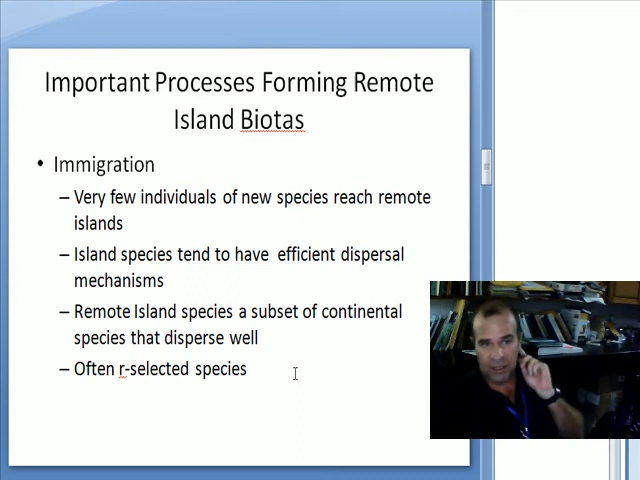 Important Processes Forming Remote
Island Biotas
• Immigration
– Very few individuals of new species reach remote
islands
– Island species tend to have efficient dispersal
mechanisms
– Remote Island species a subset of continental
species that disperse well
– Often r-selected species